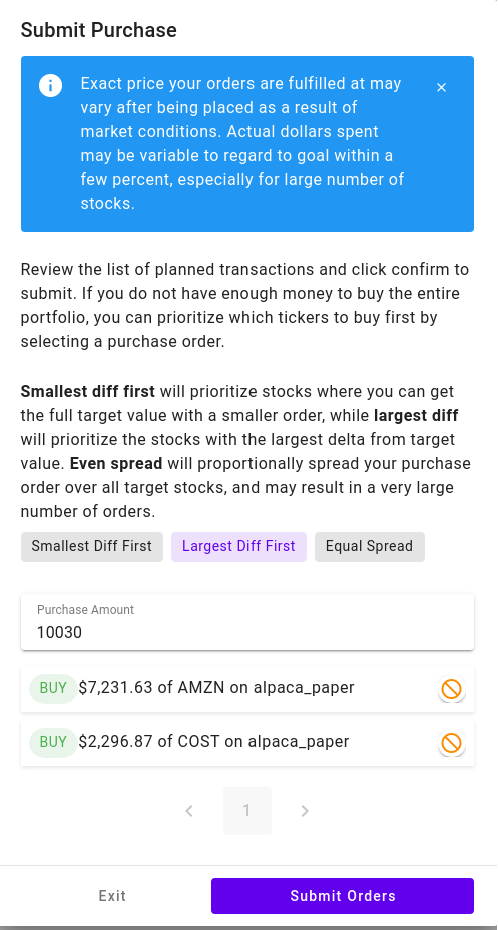 Submit Purchase
Exact price your orders are fulfilled at may
vary after being placed as a result of
market conditions. Actual dollars spent
may be variable to regard to goal within a
few percent, especially for large number of
stocks.
Review the list of planned transactions and click confirm to
submit. If you do not have enough money to buy the entire
portfolio, you can prioritize which tickers to buy first by
selecting a purchase order.
Smallest diff first will prioritize stocks where you can get
the full target value with a smaller order, while largest diff
will prioritize the stocks with the largest delta from target
value. Even spread will proportionally spread your purchase
order over all target stocks, and may result in a very large
number of orders.
Smallest Diff First Largest Diff First Equal Spread
Purchase Amount
10030
BUY $7,231.63 of AMZN on alpaca_paper
BUY $2,296.87 of COST on alpaca_paper
1
Exit Submit Orders